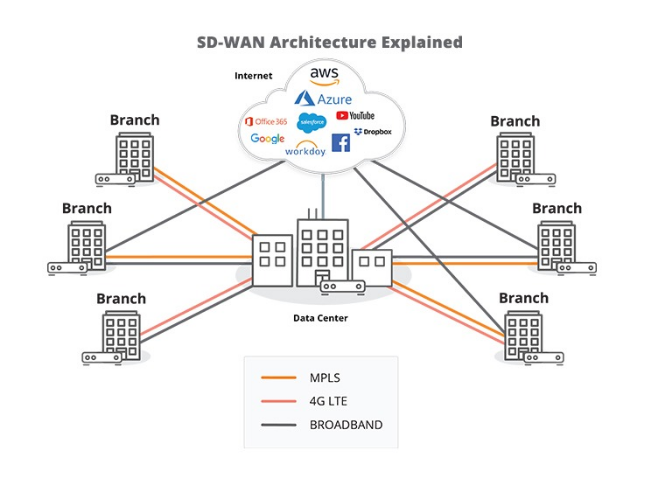 SD-WAN Architecture Explained
Internet
aws
Azure
Office 365
salesforce
YouTube
Dropbox
Google
workday
Branch
Branch
Branch
Branch
Branch
Branch
Data Center
MPLS
4G LTE
BROADBAND